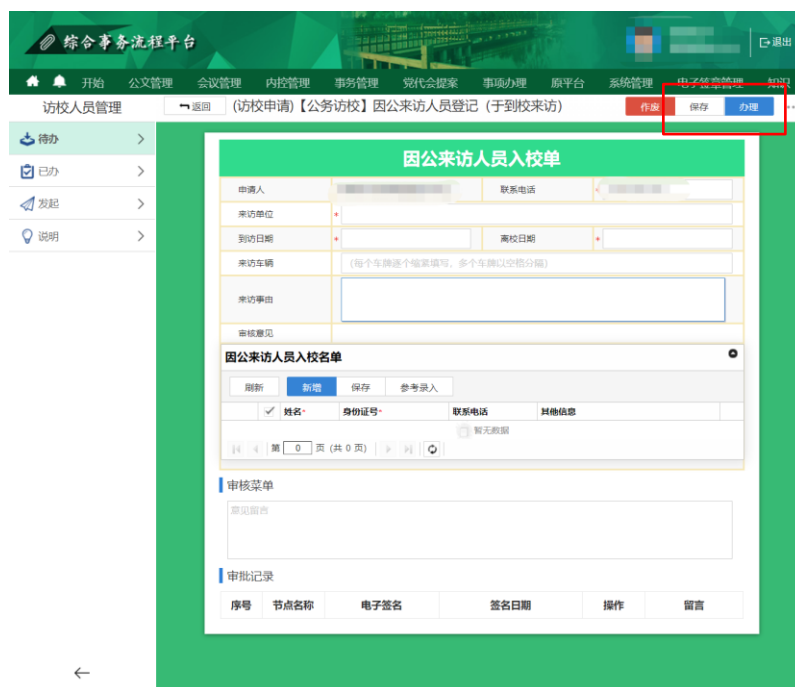 综合事务流程平台
退出
开始 公文管理 会议管理 内控管理 事务管理 党代会提案 事项办理 原平台 系统管理 电子签章管理 知识
访校人员管理 返回 (访校申请)【公务访校】因公来访人员登记（于到校来访） 作废 保存 办理 ...
待办
已办
发起
说明
因公来访人员入校单
申请人 联系电话 *
来访单位 *
到访日期 * 离校日期 *
来访车辆 (每个车牌逐个缩紧填写，多个车牌以空格分隔)
来访事由
审核意见
因公来访人员入校名单
刷新 新增 保存 参考录入
姓名* 身份证号* 联系电话 其他信息
暂无数据
第 0 页 (共 0 页)
审核菜单
意见留言
审批记录
序号 节点名称 电子签名 签名日期 操作 留言